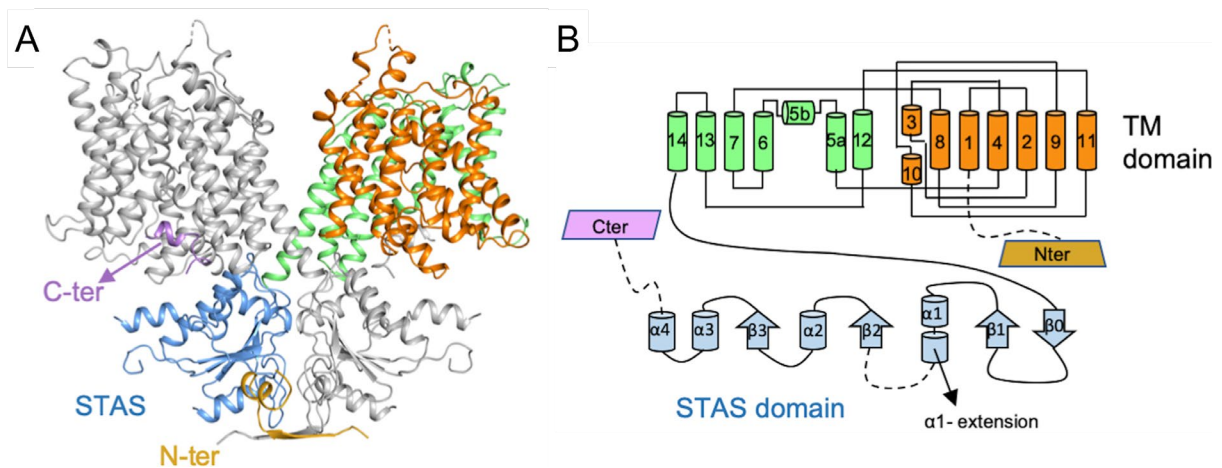 A
C-ter
STAS
N-ter
B
14
13
7
6
5b
5a
12
3
10
8
1
4
2
9
11
TM
domain
Cter
Nter
α4
α3
β3
α2
β2
α1
β1
β0
STAS domain
α1- extension